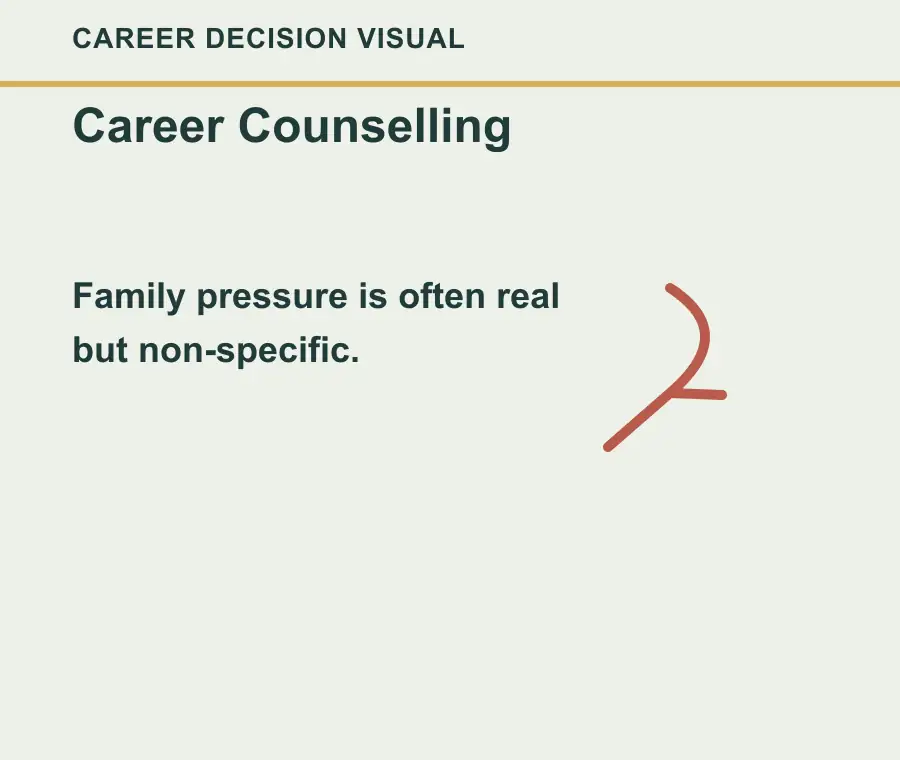 CAREER DECISION VISUAL
Career Counselling
Family pressure is often real
but non-specific.